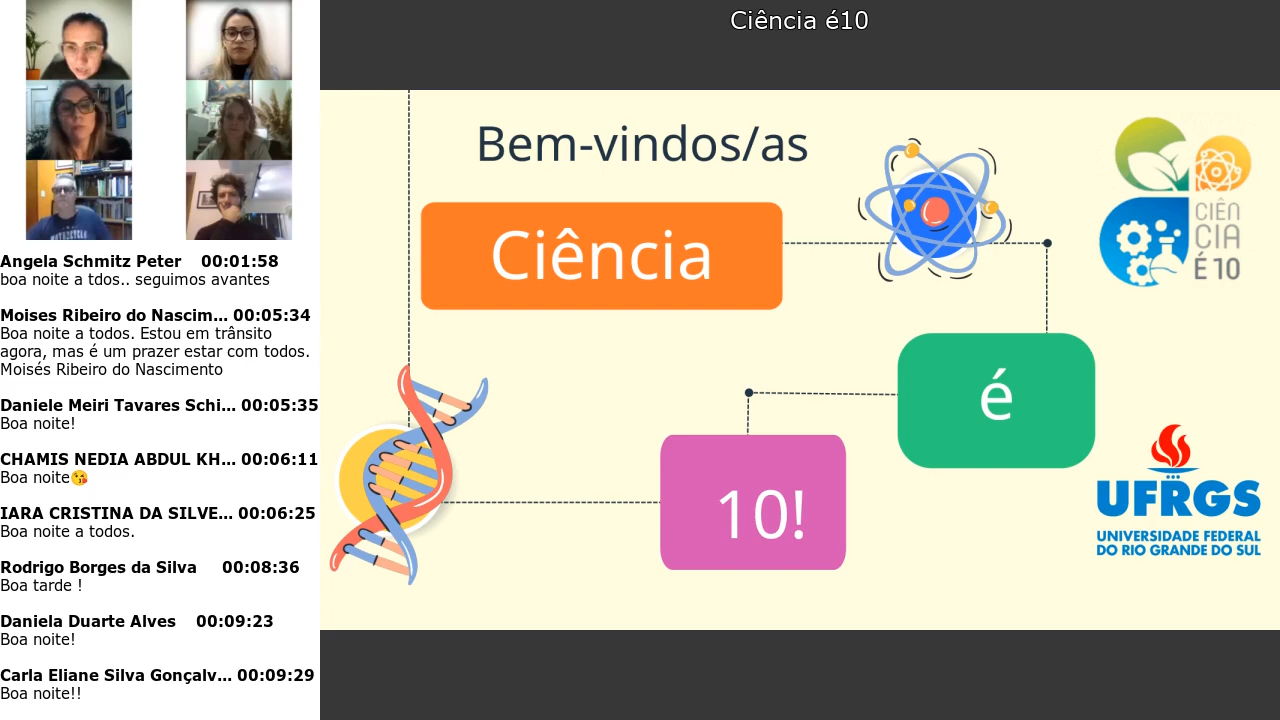 Ciência é10
Angela Schmitz Peter 00:01:58
boa noite a tdos.. seguimos avantes
Moises Ribeiro do Nascim... 00:05:34
Boa noite a todos. Estou em trânsito
agora, mas é um prazer estar com todos.
Moisés Ribeiro do Nascimento
Daniele Meiri Tavares Schi... 00:05:35
Boa noite!
CHAMIS NEDIA ABDUL KH... 00:06:11
Boa noite😘
IARA CRISTINA DA SILVE... 00:06:25
Boa noite a todos.
Rodrigo Borges da Silva 00:08:36
Boa tarde !
Daniela Duarte Alves 00:09:23
Boa noite!
Carla Eliane Silva Gonçalv... 00:09:29
Boa noite!!
Bem-vindos/as
Ciência
é
10!
CIÊN
CIA
É 10
UFRGS
UNIVERSIDADE FEDERAL
DO RIO GRANDE DO SUL